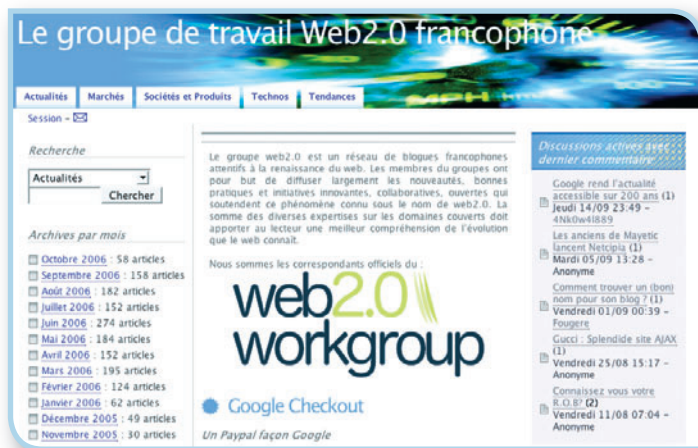 Le groupe de travail Web2.0 francophone
Actualités
Marchés
Sociétés et Produits
Technos
Tendances
Session -
Recherche
Actualités
Chercher
Archives par mois
Octobre 2006 : 58 articles
Septembre 2006 : 158 articles
Août 2006 : 182 articles
Juillet 2006 : 152 articles
Juin 2006 : 274 articles
Mai 2006 : 184 articles
Avril 2006 : 152 articles
Mars 2006 : 195 articles
Février 2006 : 124 articles
Janvier 2006 : 62 articles
Décembre 2005 : 49 articles
Novembre 2005 : 30 articles
Le groupe web2.0 est un réseau de blogues francophones
attentifs à la renaissance du web. Les membres du groupes ont
pour but de diffuser largement les nouveautés, bonnes
pratiques et initiatives innovantes, collaboratives, ouvertes qui
soutendent ce phénomène connu sous le nom de web2.0. La
somme des diverses expertises sur les domaines couverts doit
apporter au lecteur une meilleur compréhension de l'évolution
que le web connaît.
Nous sommes les correspondants officiels du :
web2.0
workgroup
Google Checkout
Un Paypal façon Google
Discussions actives avec
dernier commentaire
Google rend l'actualité
accessible sur 200 ans (1)
Jeudi 14/09 23:49 -
4Nk0w4l889
Les anciens de Mayetic
lancent Netcipia (1)
Mardi 05/09 13:28 -
Anonyme
Comment trouver un (bon)
nom pour son blog ? (1)
Vendredi 01/09 00:39 -
Fougere
Gucci : Splendide site AJAX
(1)
Vendredi 25/08 15:17 -
Anonyme
Connaissez vous votre
R.O.B? (2)
Vendredi 11/08 07:04 -
Anonyme